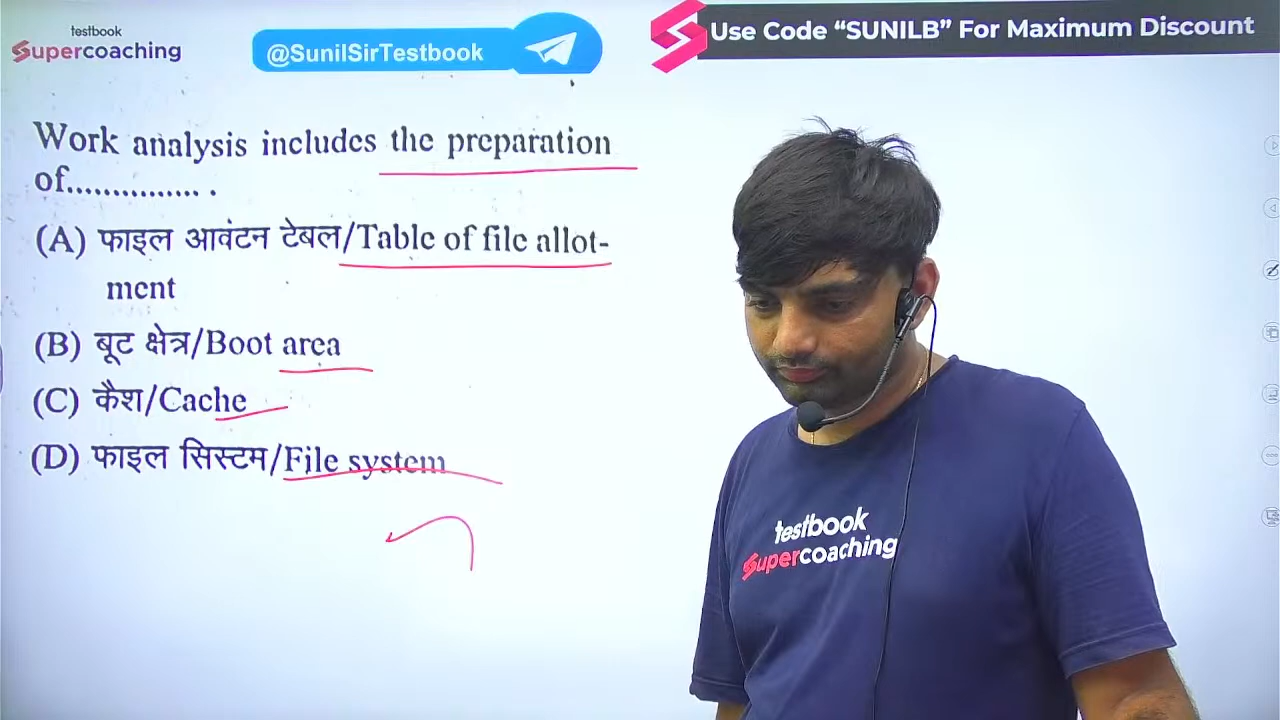 testbook
Supercoaching
@SunilSirTestbook
Use Code “SUNILB” For Maximum Discount
Work analysis includes the preparation
of............... .
(A) फाइल आवंटन टेबल/Table of file allot-
ment
(B) बूट क्षेत्र/Boot area
(C) कैश/Cache
(D) फाइल सिस्टम/File system
testbook
Supercoaching